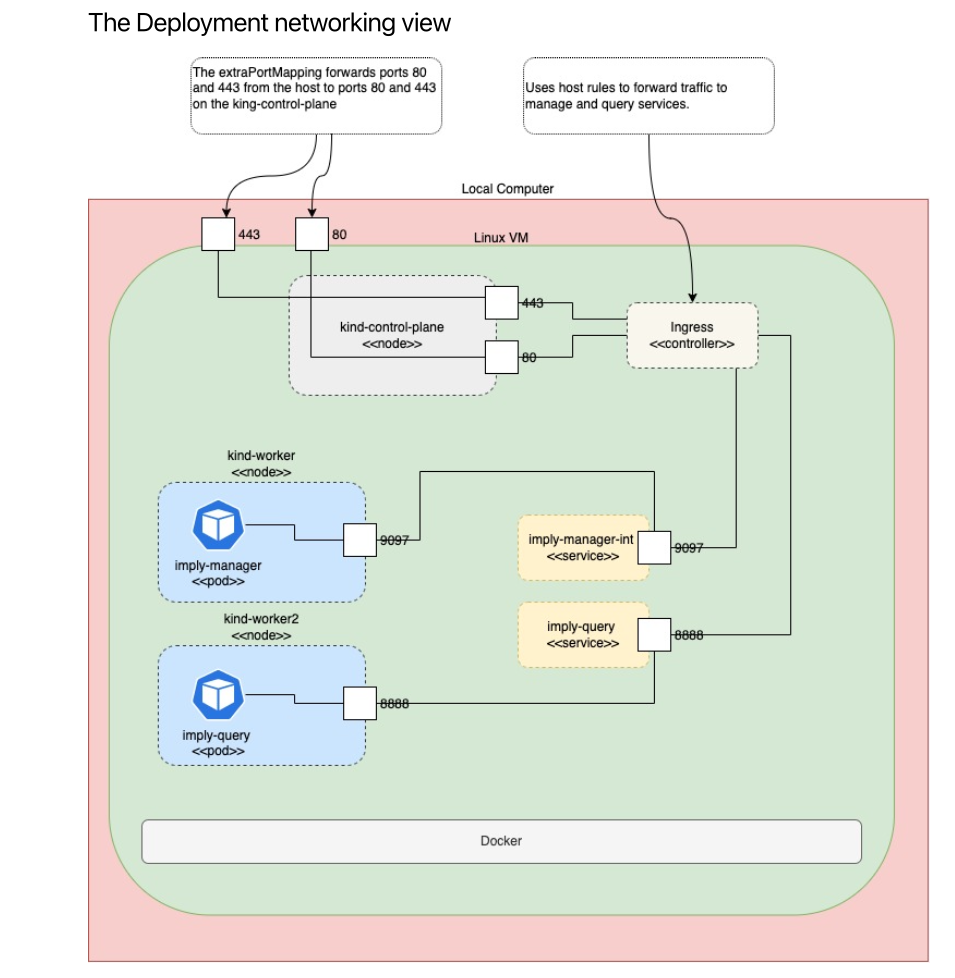 The Deployment networking view
The extraPortMapping forwards ports 80
and 443 from the host to ports 80 and 443
on the king-control-plane
Uses host rules to forward traffic to
manage and query services.
Local Computer
443
80
Linux VM
443
kind-control-plane
<<node>>
80
Ingress
<<controller>>
kind-worker
<<node>>
imply-manager
<<pod>>
9097
imply-manager-int
<<service>>
9097
kind-worker2
<<node>>
imply-query
<<service>>
8888
imply-query
<<pod>>
8888
Docker